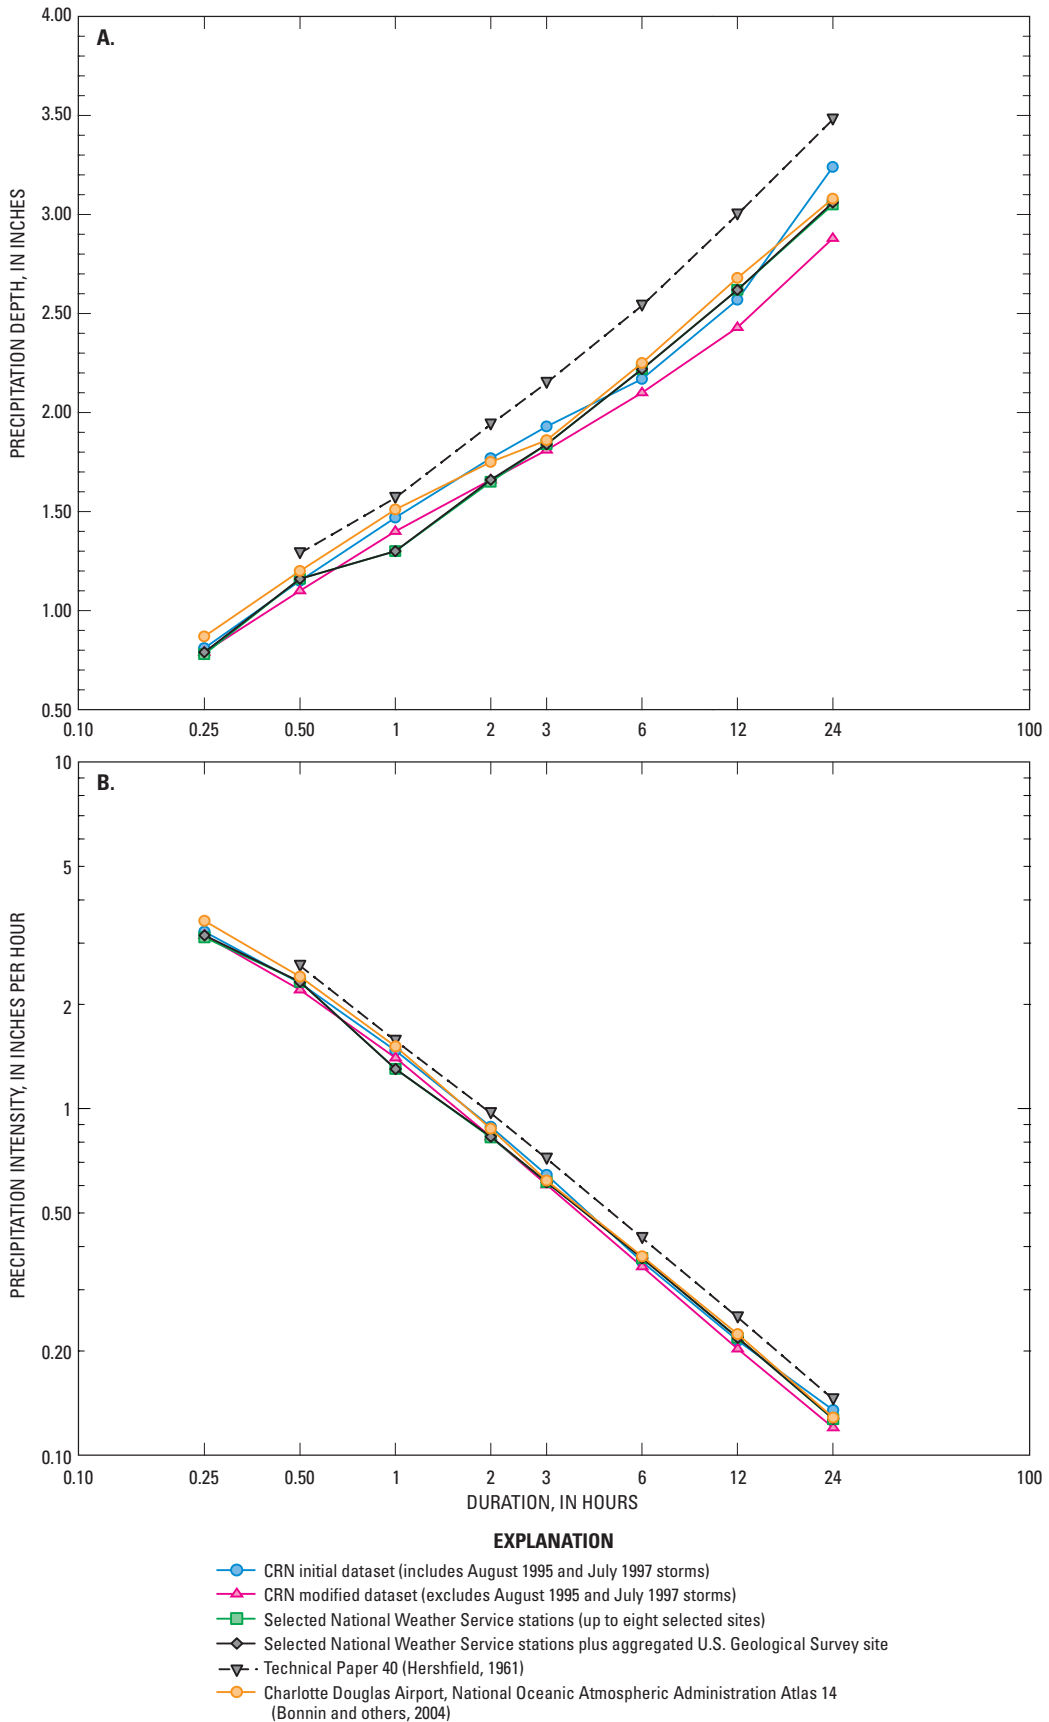 4.00
A.
3.50
3.00
2.50
2.00
1.50
1.00
0.50
PRECIPITATION DEPTH, IN INCHES
0.10 0.25 0.50 1 2 3 6 12 24 100
10
B.
5
2
1
0.50
0.20
0.10
PRECIPITATION INTENSITY, IN INCHES PER HOUR
0.10 0.25 0.50 1 2 3 6 12 24 100
DURATION, IN HOURS
EXPLANATION
CRN initial dataset (includes August 1995 and July 1997 storms)
CRN modified dataset (excludes August 1995 and July 1997 storms)
Selected National Weather Service stations (up to eight selected sites)
Selected National Weather Service stations plus aggregated U.S. Geological Survey site
Technical Paper 40 (Hershfield, 1961)
Charlotte Douglas Airport, National Oceanic Atmospheric Administration Atlas 14
(Bonnin and others, 2004)